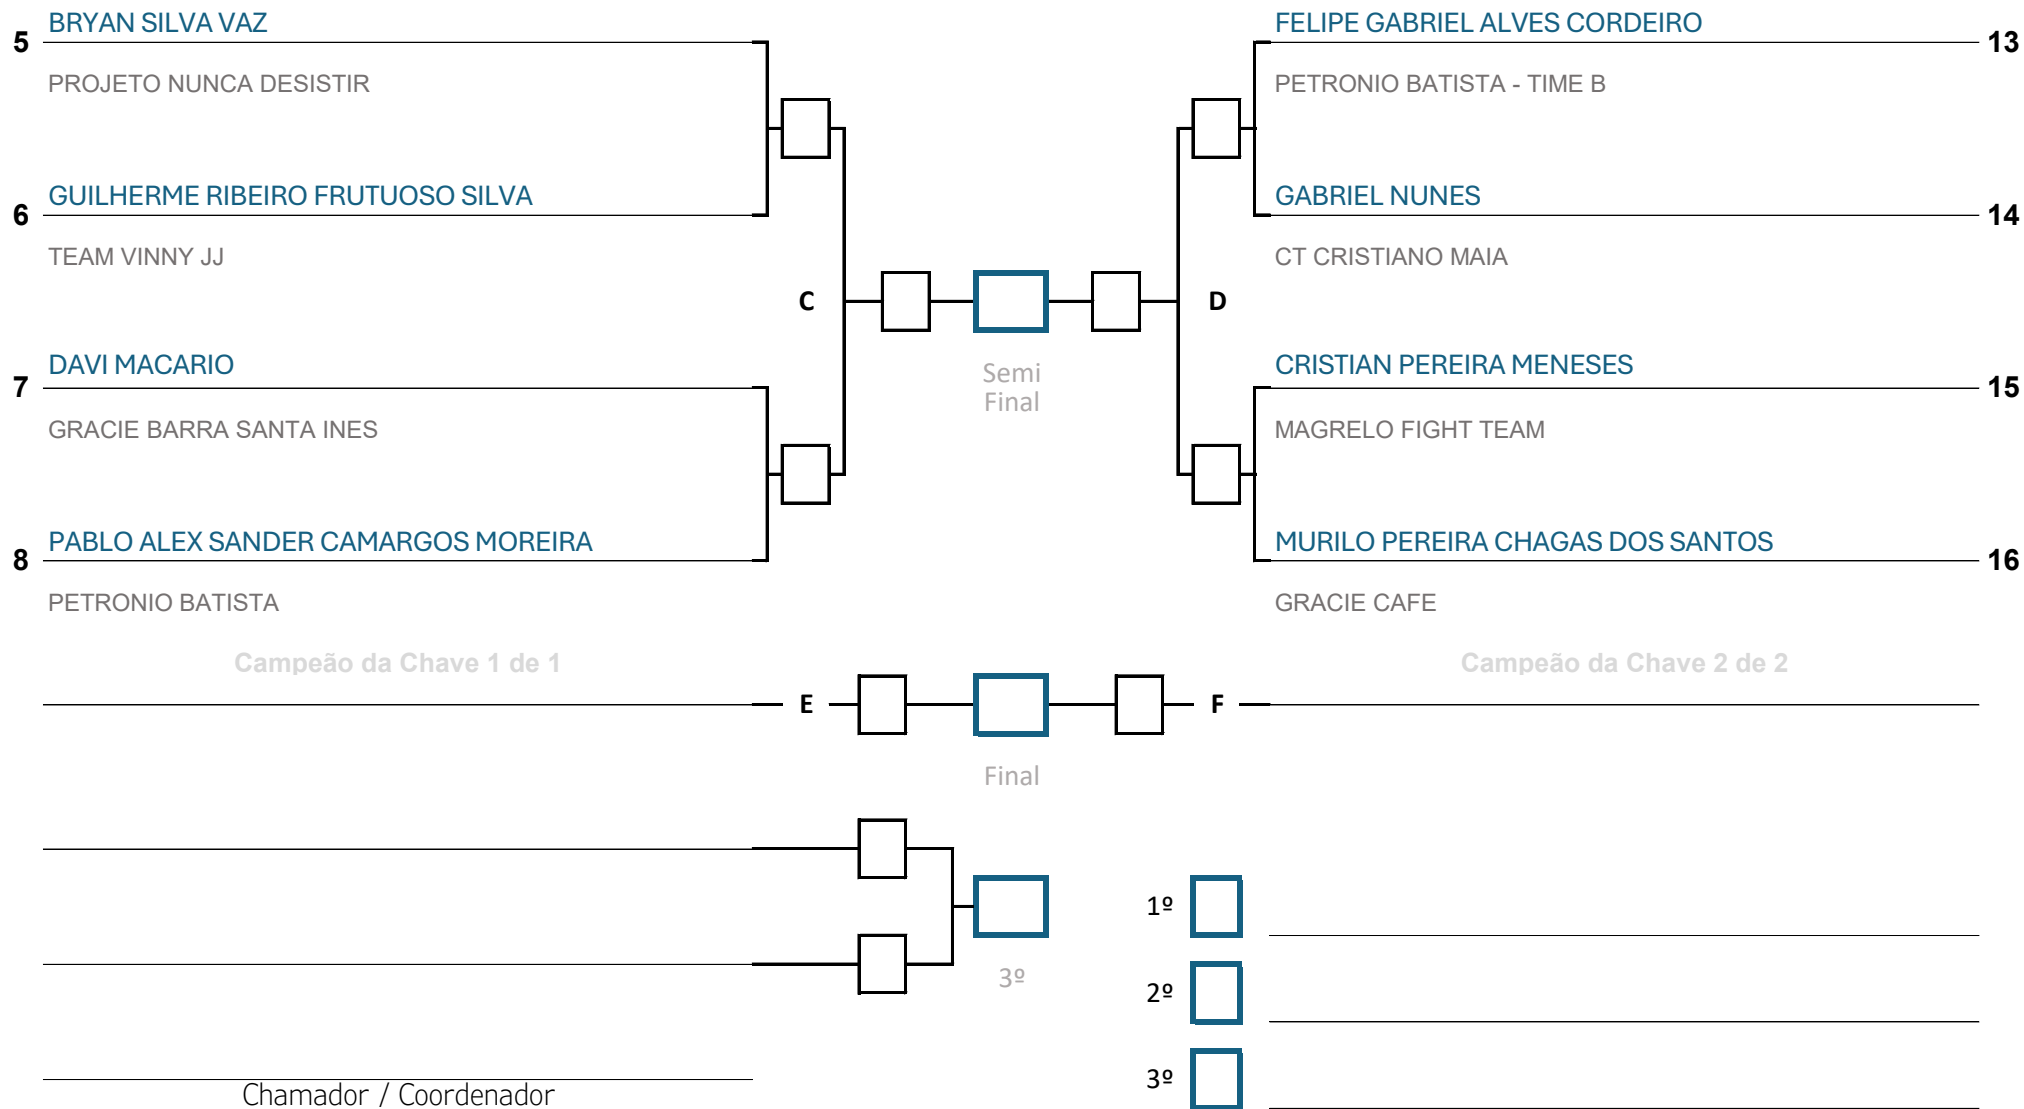 BRYAN SILVA VAZ
5
PROJETO NUNCA DESISTIR
GUILHERME RIBEIRO FRUTUOSO SILVA
6
TEAM VINNY JJ
DAVI MACARIO
7
GRACIE BARRA SANTA INES
PABLO ALEX SANDER CAMARGOS MOREIRA
8
PETRONIO BATISTA
C
Semi
Final
D
FELIPE GABRIEL ALVES CORDEIRO
13
PETRONIO BATISTA - TIME B
GABRIEL NUNES
14
CT CRISTIANO MAIA
CRISTIAN PEREIRA MENESES
15
MAGRELO FIGHT TEAM
MURILO PEREIRA CHAGAS DOS SANTOS
16
GRACIE CAFE
Campeão da Chave 1 de 1
Campeão da Chave 2 de 2
E
F
Final
3º
1º
2º
3º
Chamador / Coordenador